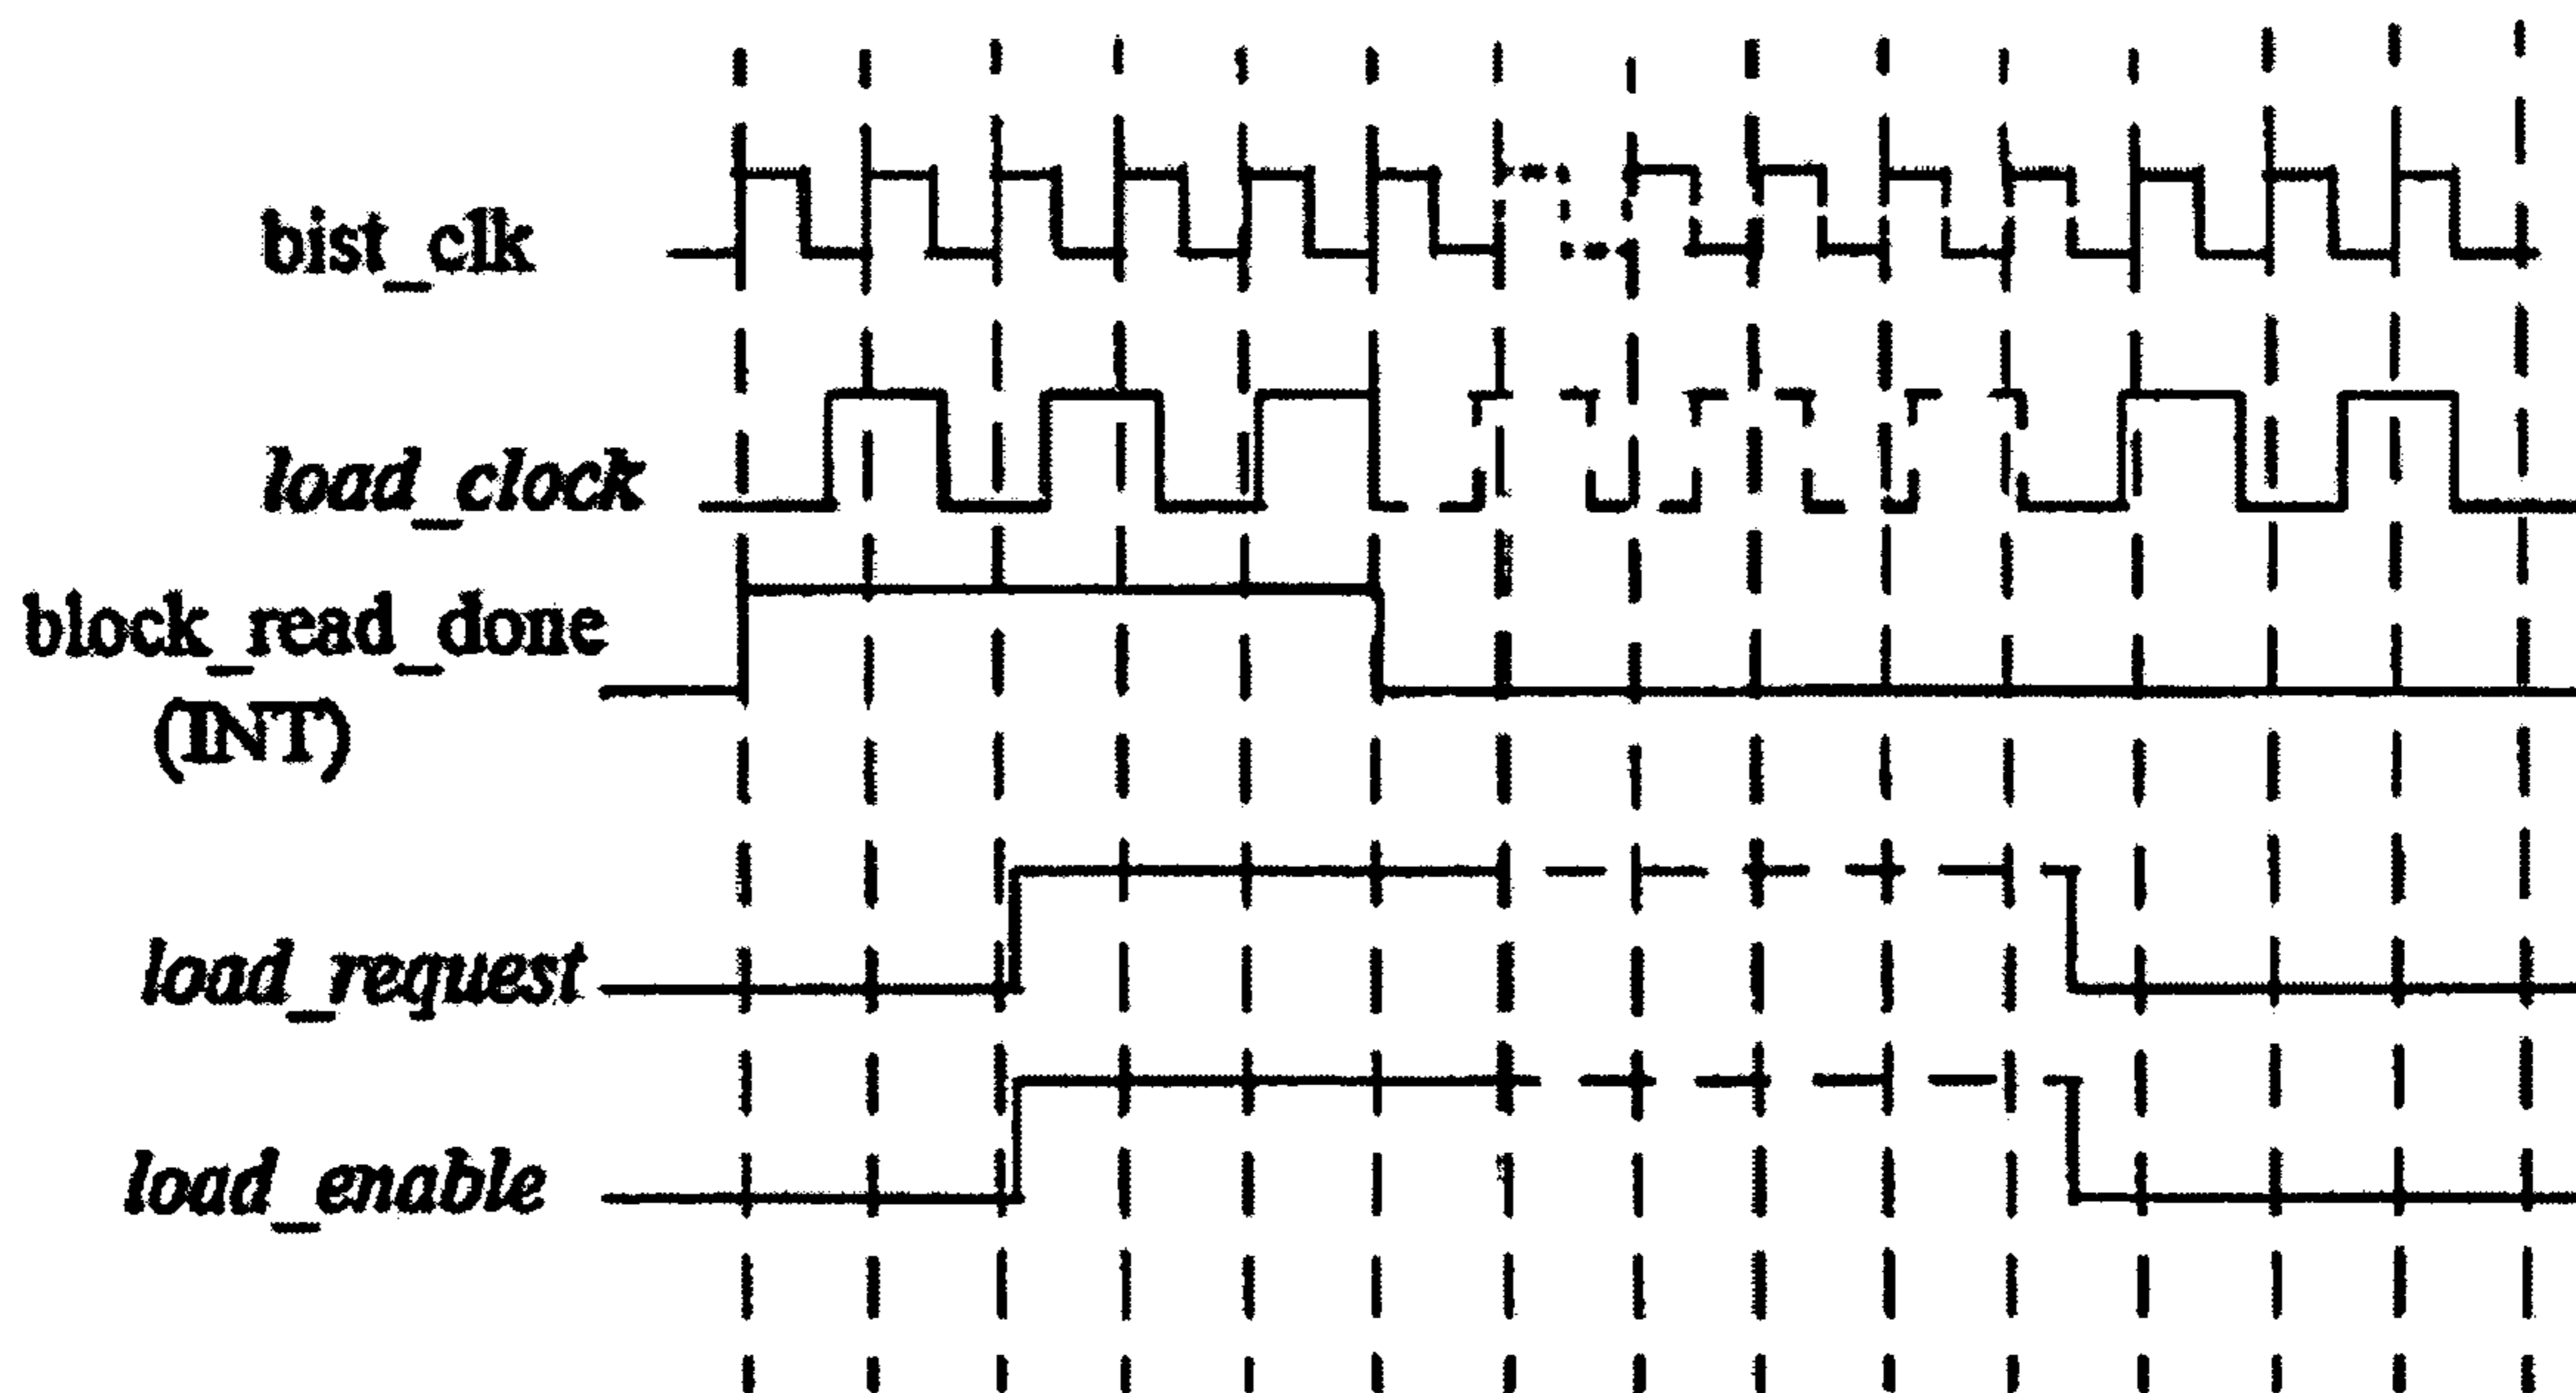 bist_clk
load_clock
block_read_done
(INT)
load_request
load_enable